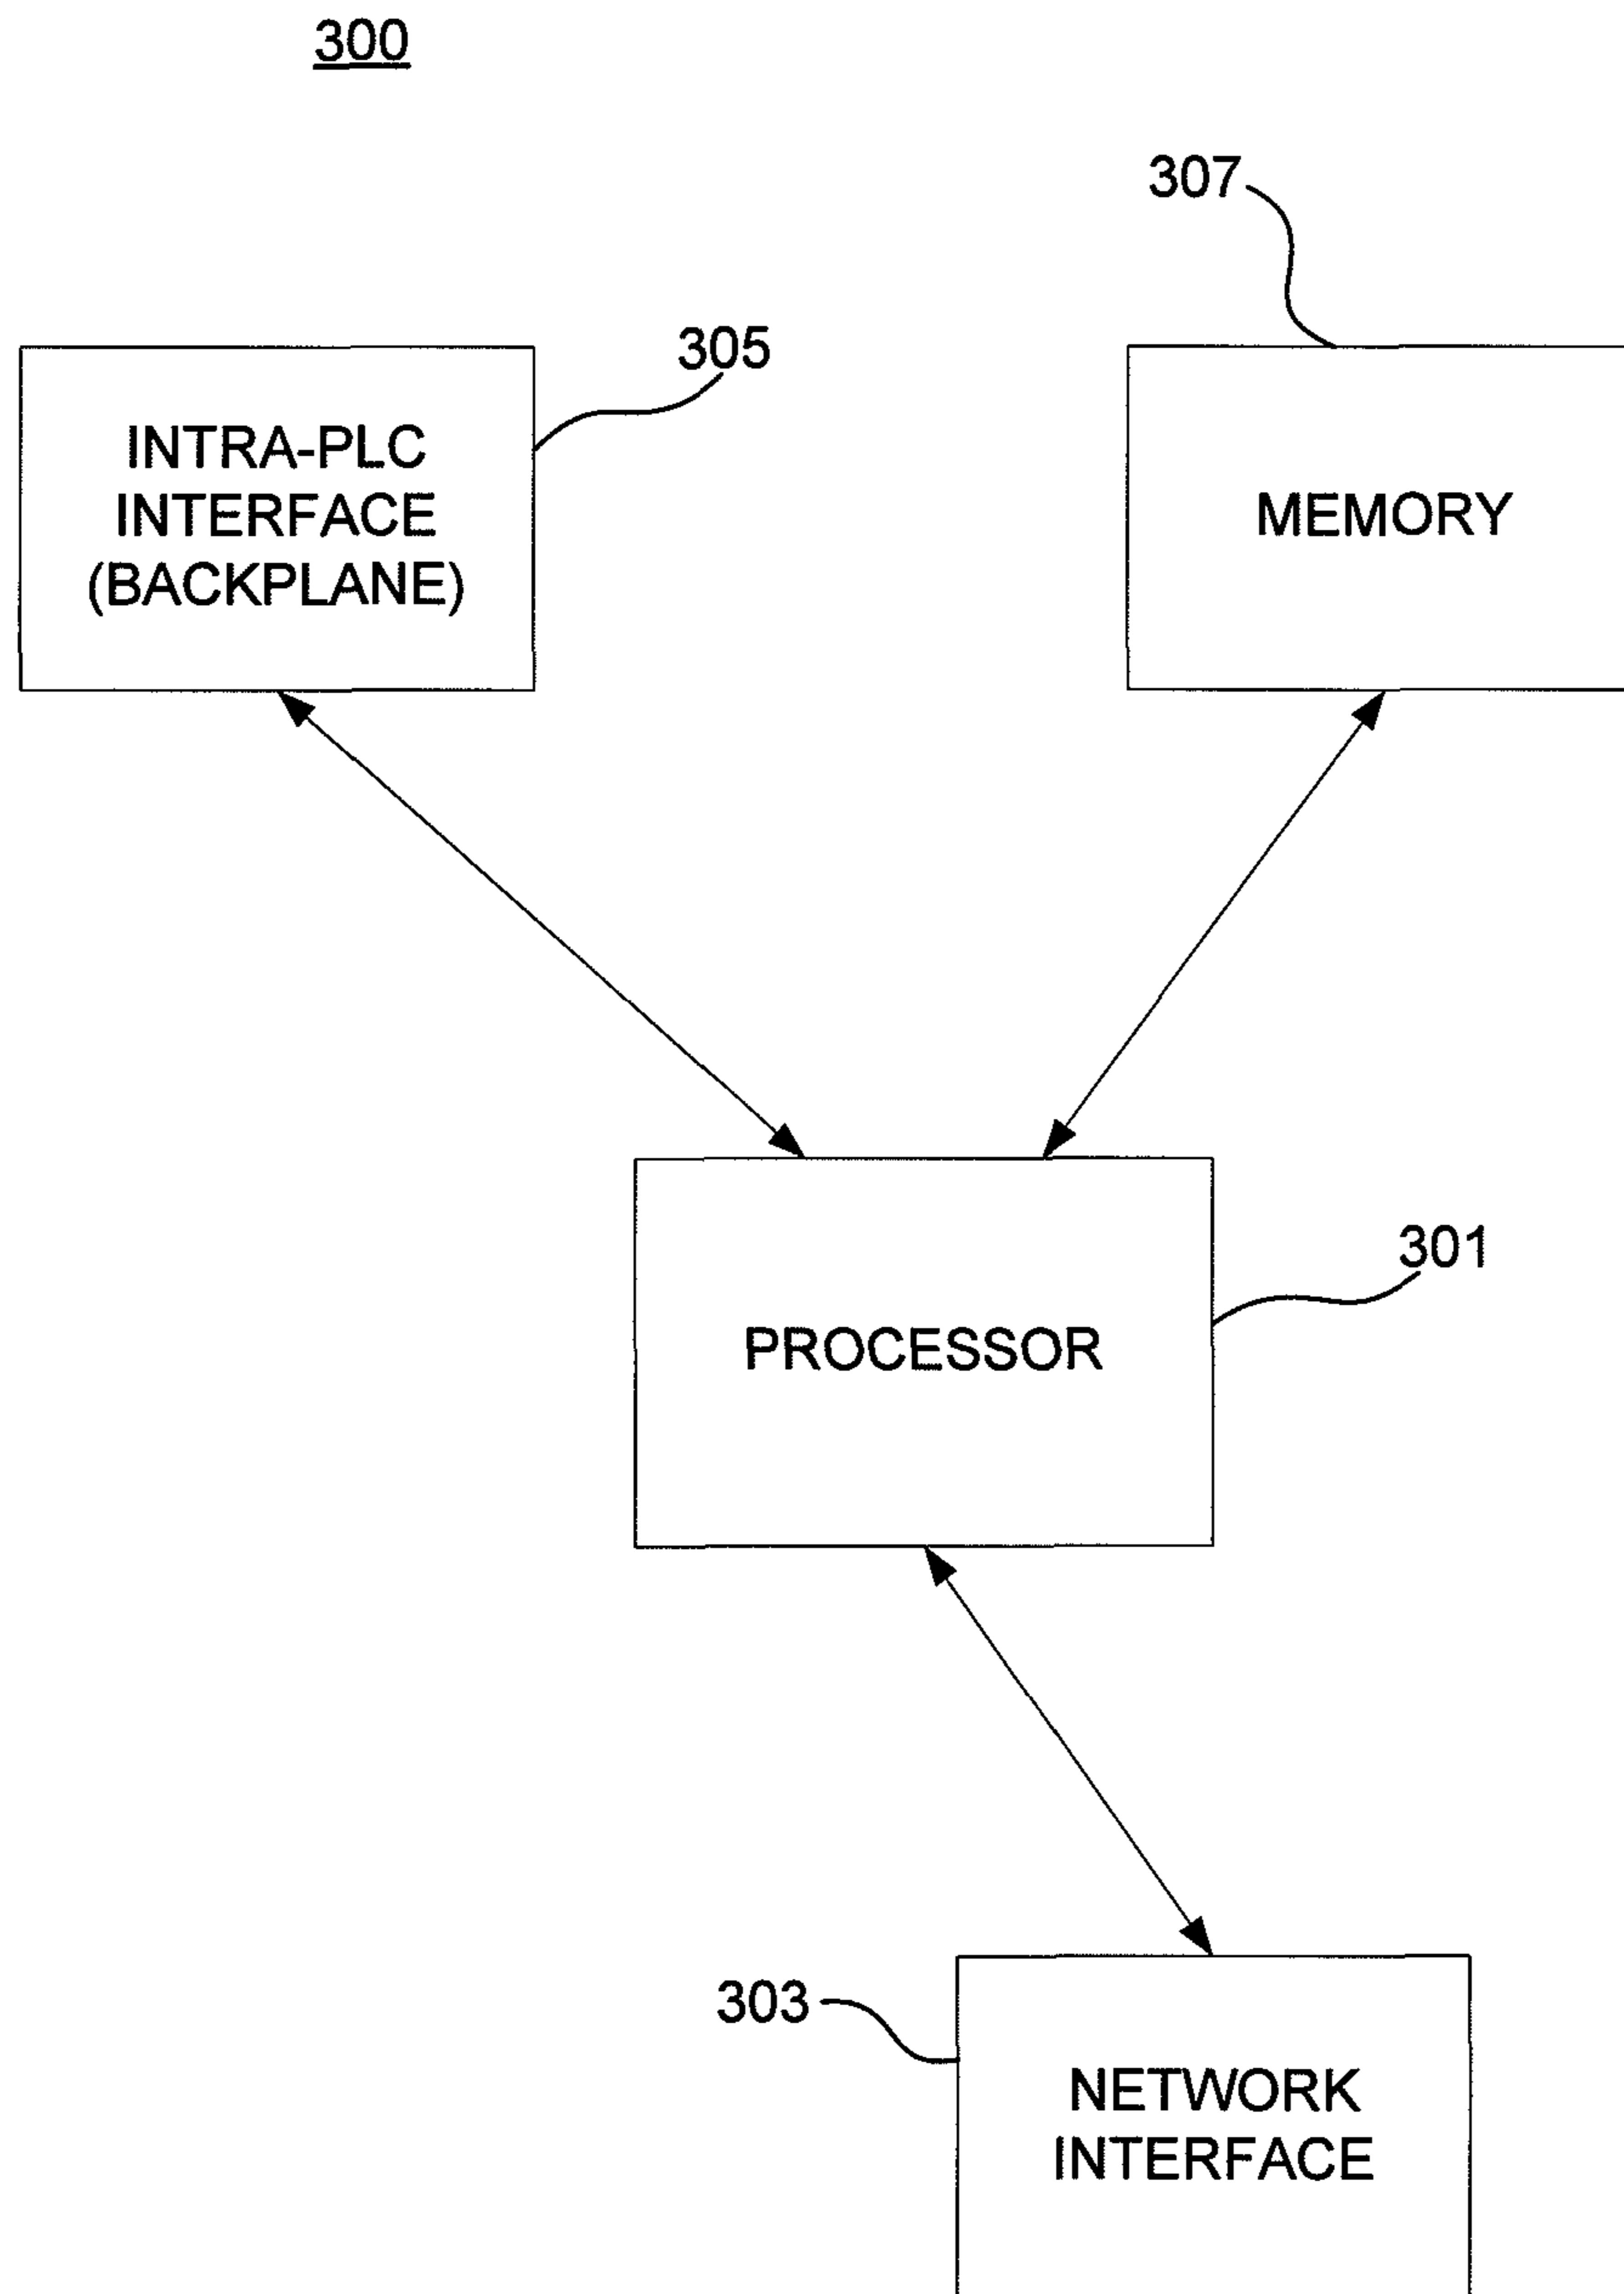 300
307
305
INTRA-PLC
INTERFACE
(BACKPLANE)
MEMORY
301
PROCESSOR
303
NETWORK
INTERFACE